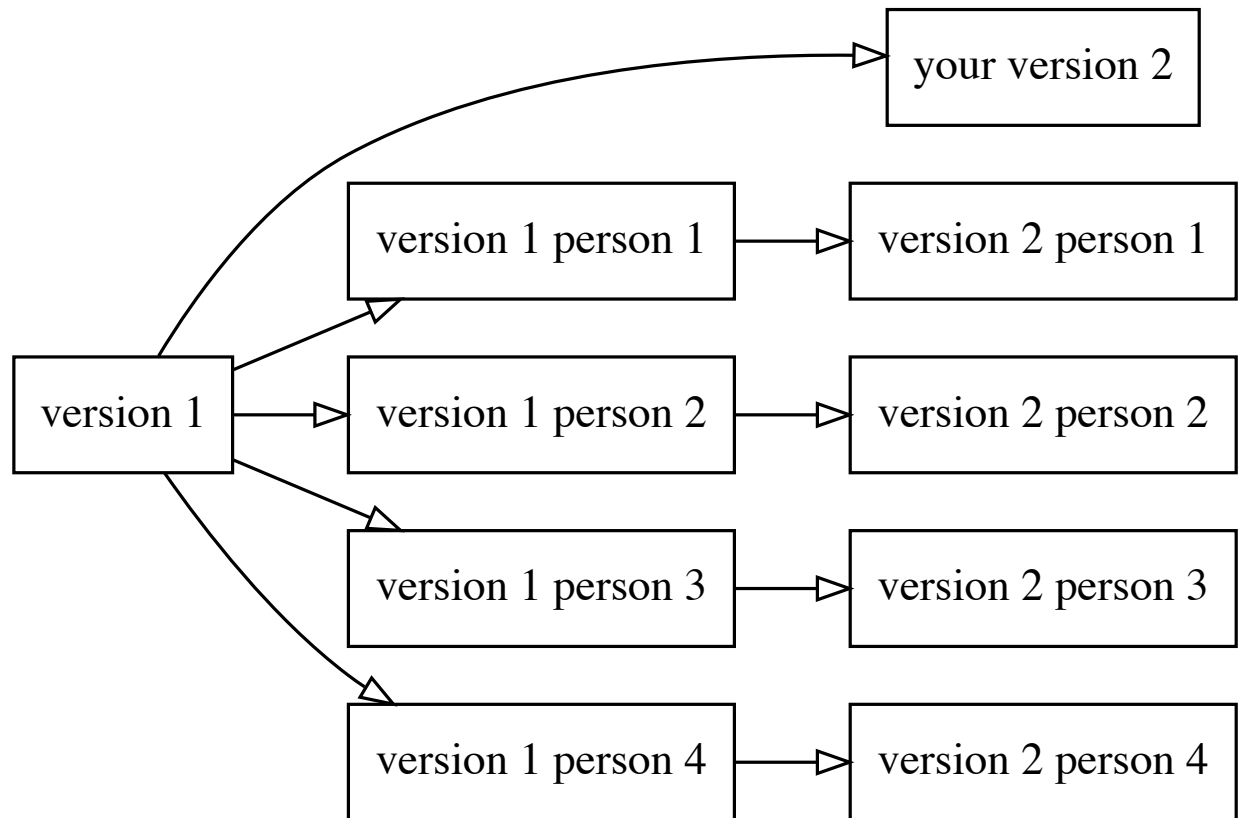 your version 2
version 1 person 1
version 2 person 1
version 1
version 1 person 2
version 2 person 2
version 1 person 3
version 2 person 3
version 1 person 4
version 2 person 4